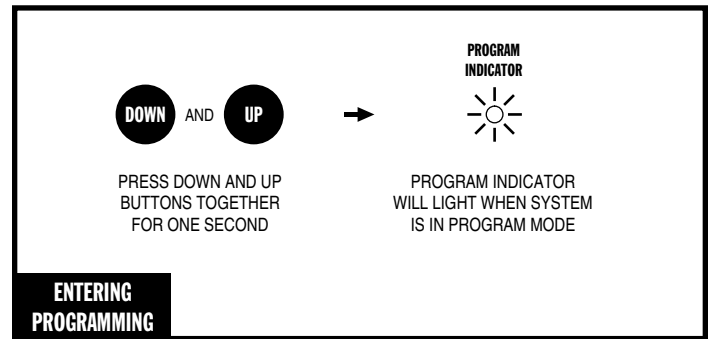 PROGRAM
INDICATOR
DOWN AND UP
PRESS DOWN AND UP
BUTTONS TOGETHER
FOR ONE SECOND
PROGRAM INDICATOR
WILL LIGHT WHEN SYSTEM
IS IN PROGRAM MODE
ENTERING
PROGRAMMING